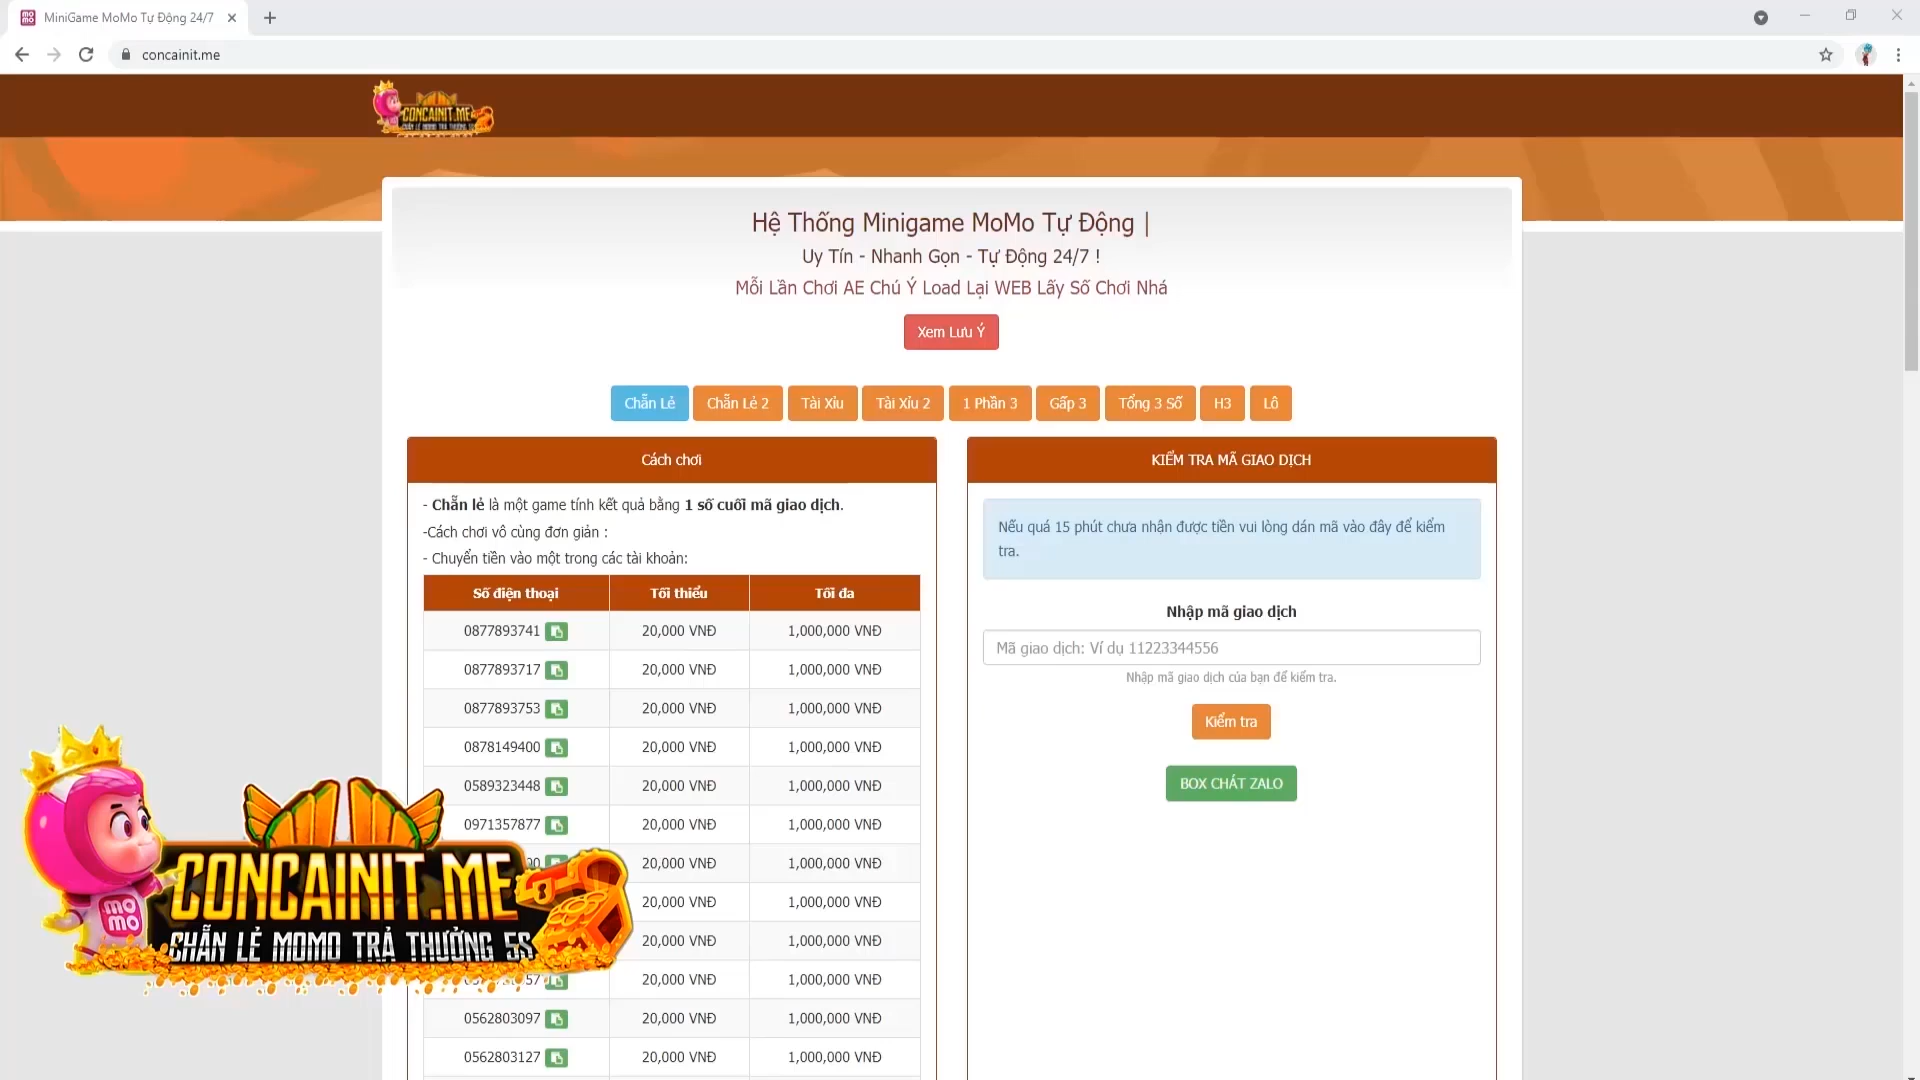 MiniGame MoMo Tự Động 24/7
concainit.me
CONCAINIT.ME
Hệ Thống Minigame MoMo Tự Động |
Uy Tín - Nhanh Gọn - Tự Động 24/7 !
Mỗi Lần Chơi AE Chú Ý Load Lại WEB Lấy Số Chơi Nhá
Xem Lưu Ý
Chẵn Lẻ Chẵn Lẻ 2 Tài Xỉu Tài Xỉu 2 1 Phần 3 Gấp 3 Tổng 3 Số H3 Lô
Cách chơi
- Chẵn lẻ là một game tính kết quả bằng 1 số cuối mã giao dịch.
-Cách chơi vô cùng đơn giản :
- Chuyển tiền vào một trong các tài khoản:
Số điện thoại Tối thiểu Tối đa
0877893741 20,000 VNĐ 1,000,000 VNĐ
0877893717 20,000 VNĐ 1,000,000 VNĐ
0877893753 20,000 VNĐ 1,000,000 VNĐ
0878149400 20,000 VNĐ 1,000,000 VNĐ
0589323448 20,000 VNĐ 1,000,000 VNĐ
0971357877 20,000 VNĐ 1,000,000 VNĐ
20,000 VNĐ 1,000,000 VNĐ
20,000 VNĐ 1,000,000 VNĐ
20,000 VNĐ 1,000,000 VNĐ
20,000 VNĐ 1,000,000 VNĐ
0562803097 20,000 VNĐ 1,000,000 VNĐ
0562803127 20,000 VNĐ 1,000,000 VNĐ
KIỂM TRA MÃ GIAO DỊCH
Nếu quá 15 phút chưa nhận được tiền vui lòng dán mã vào đây để kiểm
tra.
Nhập mã giao dịch
Mã giao dịch: Ví dụ 11223344556
Nhập mã giao dịch của bạn để kiểm tra.
Kiểm tra
BOX CHÁT ZALO
mo
mo
CONCAINIT.ME
CHẴN LẺ MOMO TRẢ THƯỞNG 5S